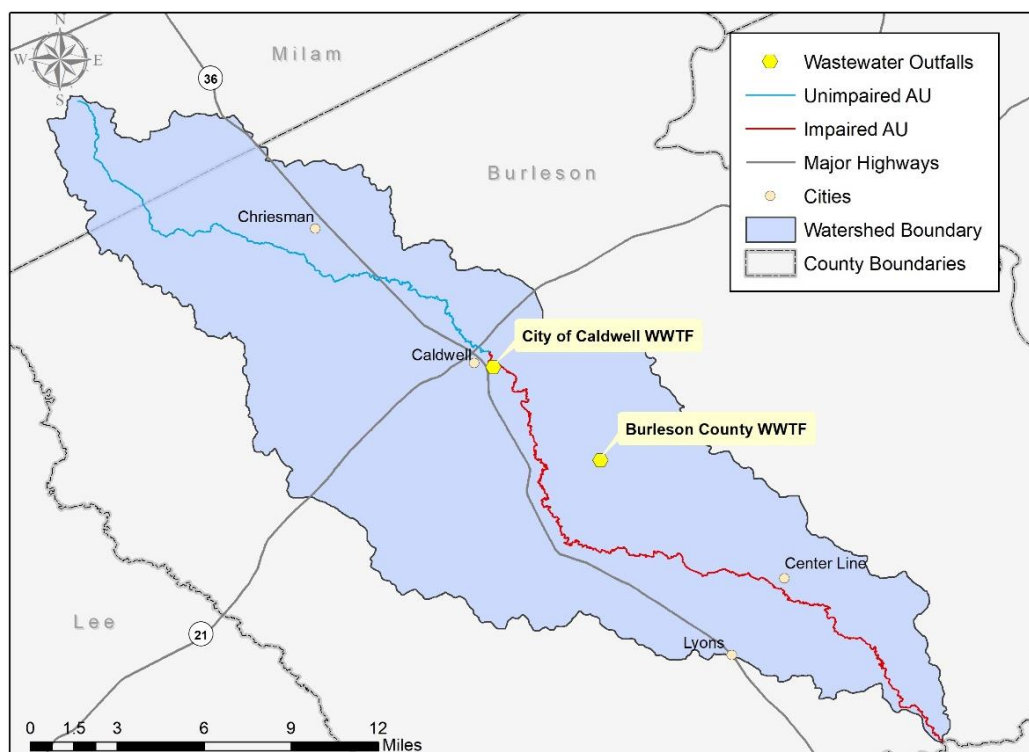 N
W E
S
Milam
36
Burleson
Wastewater Outfalls
Unimpaired AU
Impaired AU
Major Highways
Cities
Watershed Boundary
County Boundaries
Chriesman
City of Caldwell WWTF
Caldwell
Burleson County WWTF
Center Line
Lee
21
Lyons
0 1.5 3 6 9 12
Miles